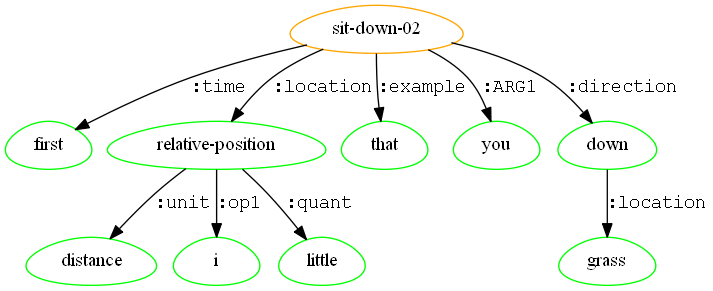 sit-down-02
:time :location :example :ARG1 :direction
first relative-position that you down
:unit :op1 :quant :location
distance i little grass